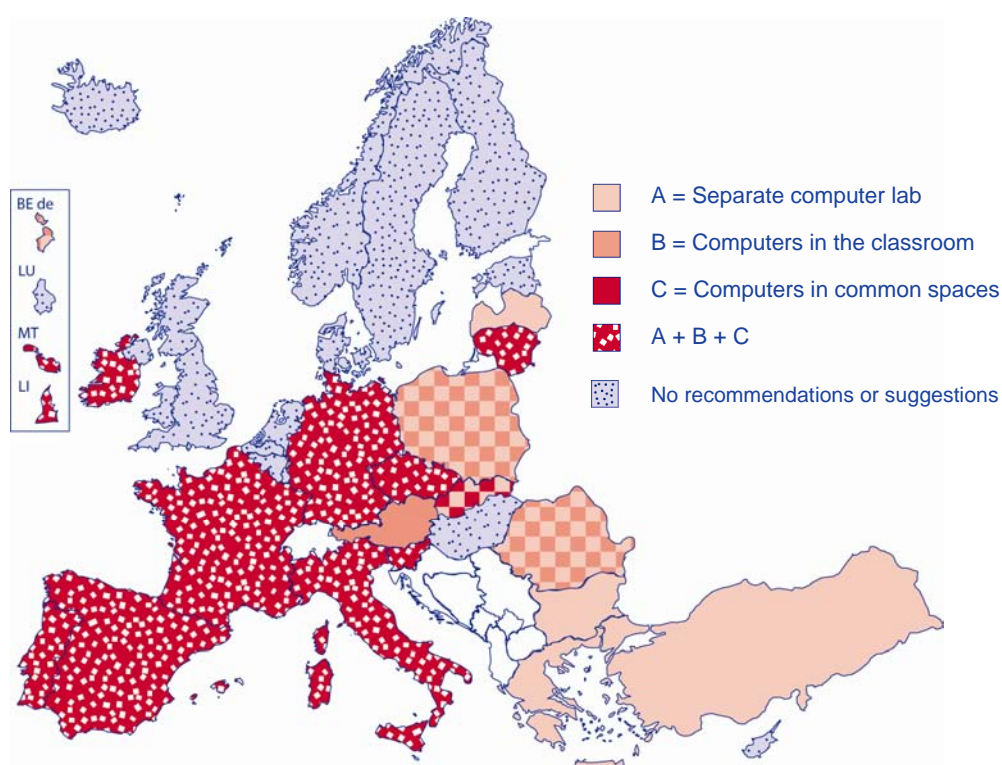 BE de
LU
MT
LI
A = Separate computer lab
B = Computers in the classroom
C = Computers in common spaces
A + B + C
No recommendations or suggestions